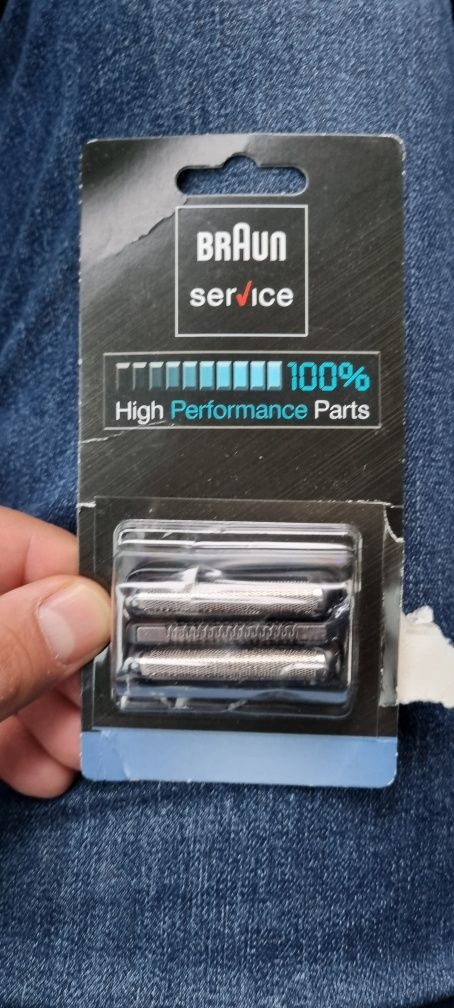 BRAUN
service
100%
High Performance Parts